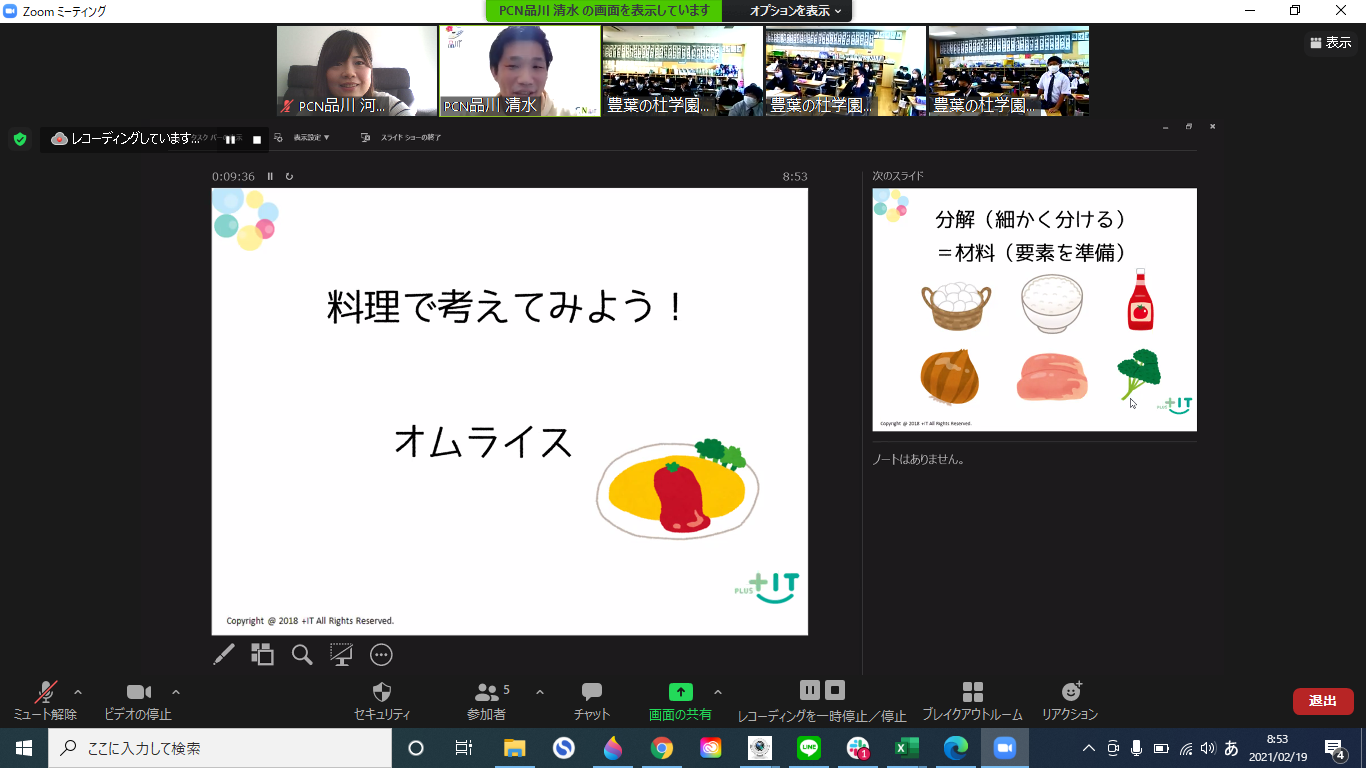 Zoom ミーティング
PCN品川 清水 の画面を表示しています
オプションを表示
PCN品川 河...
PCN品川 清水
豊葉の杜学園...
豊葉の杜学園...
豊葉の杜学園...
表示
レコーディングしています...
表示設定
スライド ショーの終了
0:09:36
8:53
料理で考えてみよう！
オムライス
PLUS +IT
Copyright @ 2018 +IT All Rights Reserved.
次のスライド
分解（細かく分ける）
＝材料（要素を準備）
PLUS +IT
Copyright @ 2018 +IT All Rights Reserved.
ノートはありません。
ミュート解除
ビデオの停止
セキュリティ
5
参加者
チャット
画面の共有
レコーディングを一時停止／停止
ブレイクアウトルーム
リアクション
退出
ここに入力して検索
LINE
1
あ
8:53
2021/02/19
4